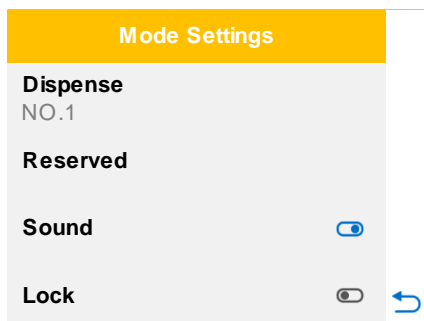 Mode Settings
Dispense
NO.1
Reserved
Sound
Lock